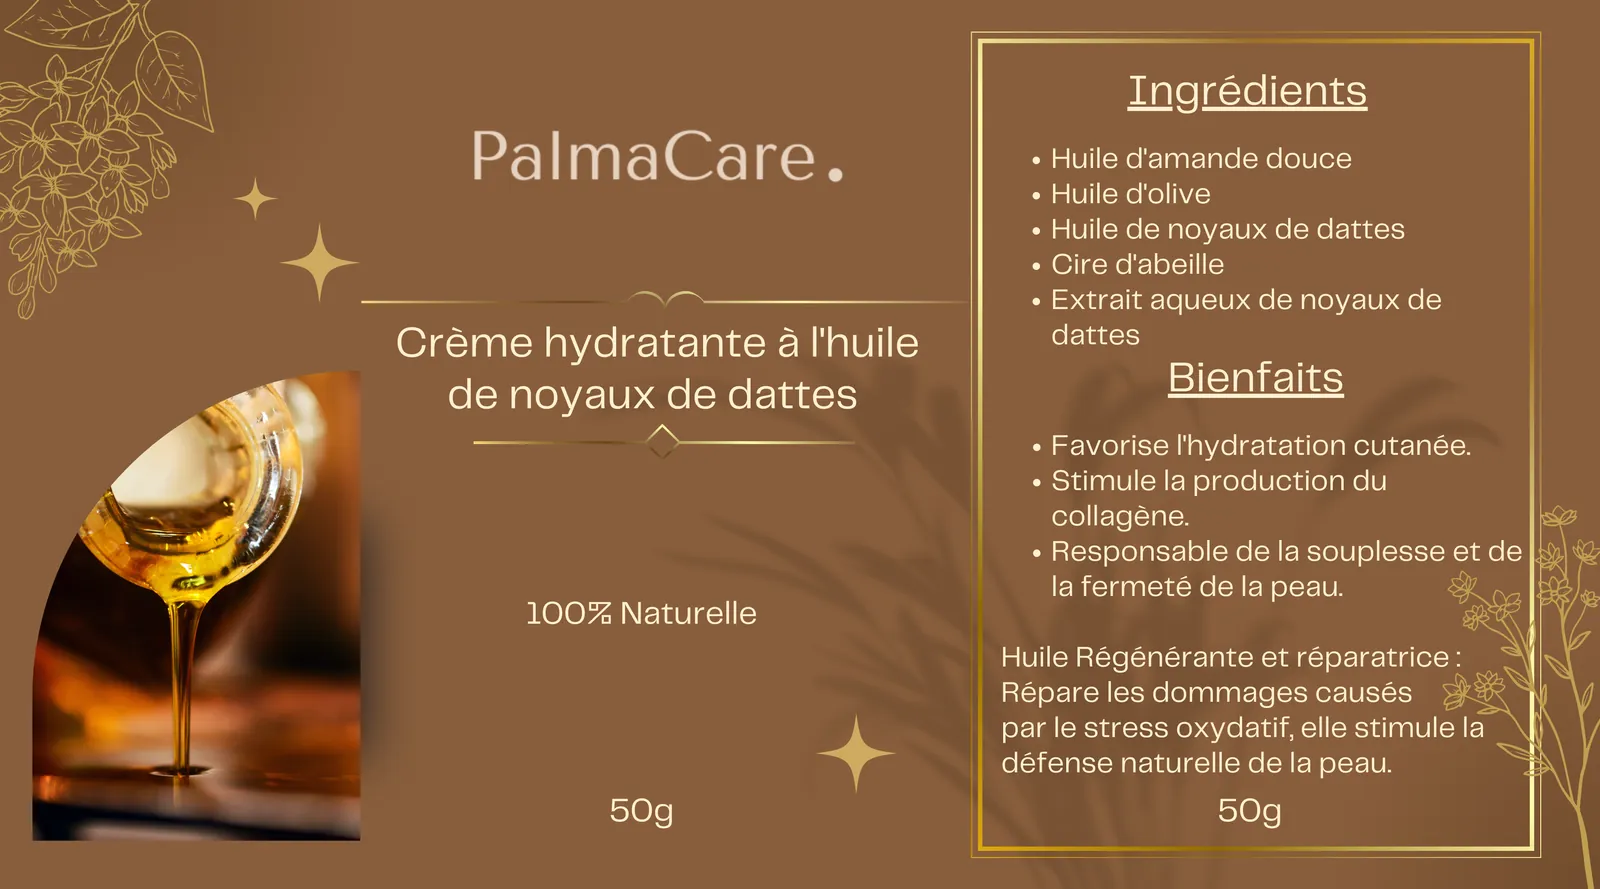 PalmaCare.
Crème hydratante à l'huile
de noyaux de dattes
100% Naturelle
50g
Ingrédients
• Huile d'amande douce
• Huile d'olive
• Huile de noyaux de dattes
• Cire d'abeille
• Extrait aqueux de noyaux de
dattes
Bienfaits
• Favorise l'hydratation cutanée.
• Stimule la production du
collagène.
• Responsable de la souplesse et de
la fermeté de la peau.
Huile Régénérante et réparatrice :
Répare les dommages causés
par le stress oxydatif, elle stimule la
défense naturelle de la peau.
50g